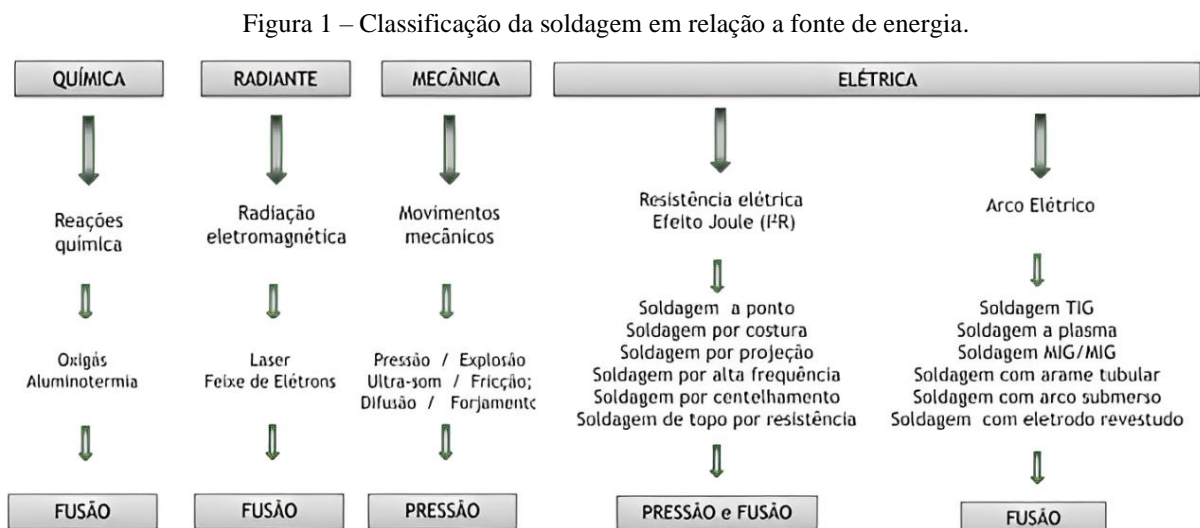 Figura 1 – Classificação da soldagem em relação a fonte de energia.
QUÍMICA
Reações
química
Oxigás
Aluminotermia
FUSÃO
RADIANTE
Radiação
eletromagnética
Laser
Feixe de Elétrons
FUSÃO
MECÂNICA
Movimentos
mecânicos
Pressão / Explosão
Ultra-som / Fricção;
Difusão / Forjamento
PRESSÃO
ELÉTRICA
Resistência elétrica
Efeito Joule (I²R)
Soldagem a ponto
Soldagem por costura
Soldagem por projeção
Soldagem por alta frequência
Soldagem por centelhamento
Soldagem de topo por resistência
PRESSÃO e FUSÃO
Arco Elétrico
Soldagem TIG
Soldagem a plasma
Soldagem MIG/MIG
Soldagem com arame tubular
Soldagem com arco submerso
Soldagem com eletrodo revestudo
FUSÃO